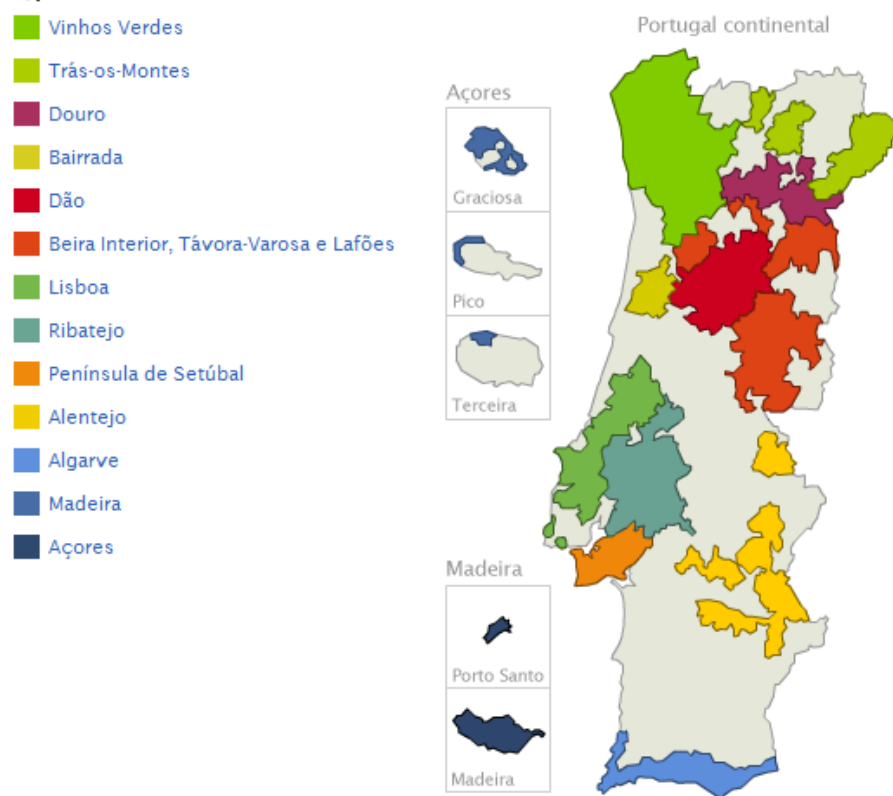 Vinhos Verdes
Trás-os-Montes
Douro
Bairrada
Dão
Beira Interior, Távora-Varosa e Lafões
Lisboa
Ribatejo
Península de Setúbal
Alentejo
Algarve
Madeira
Açores
Portugal continental
Açores
Graciosa
Pico
Terceira
Madeira
Porto Santo
Madeira